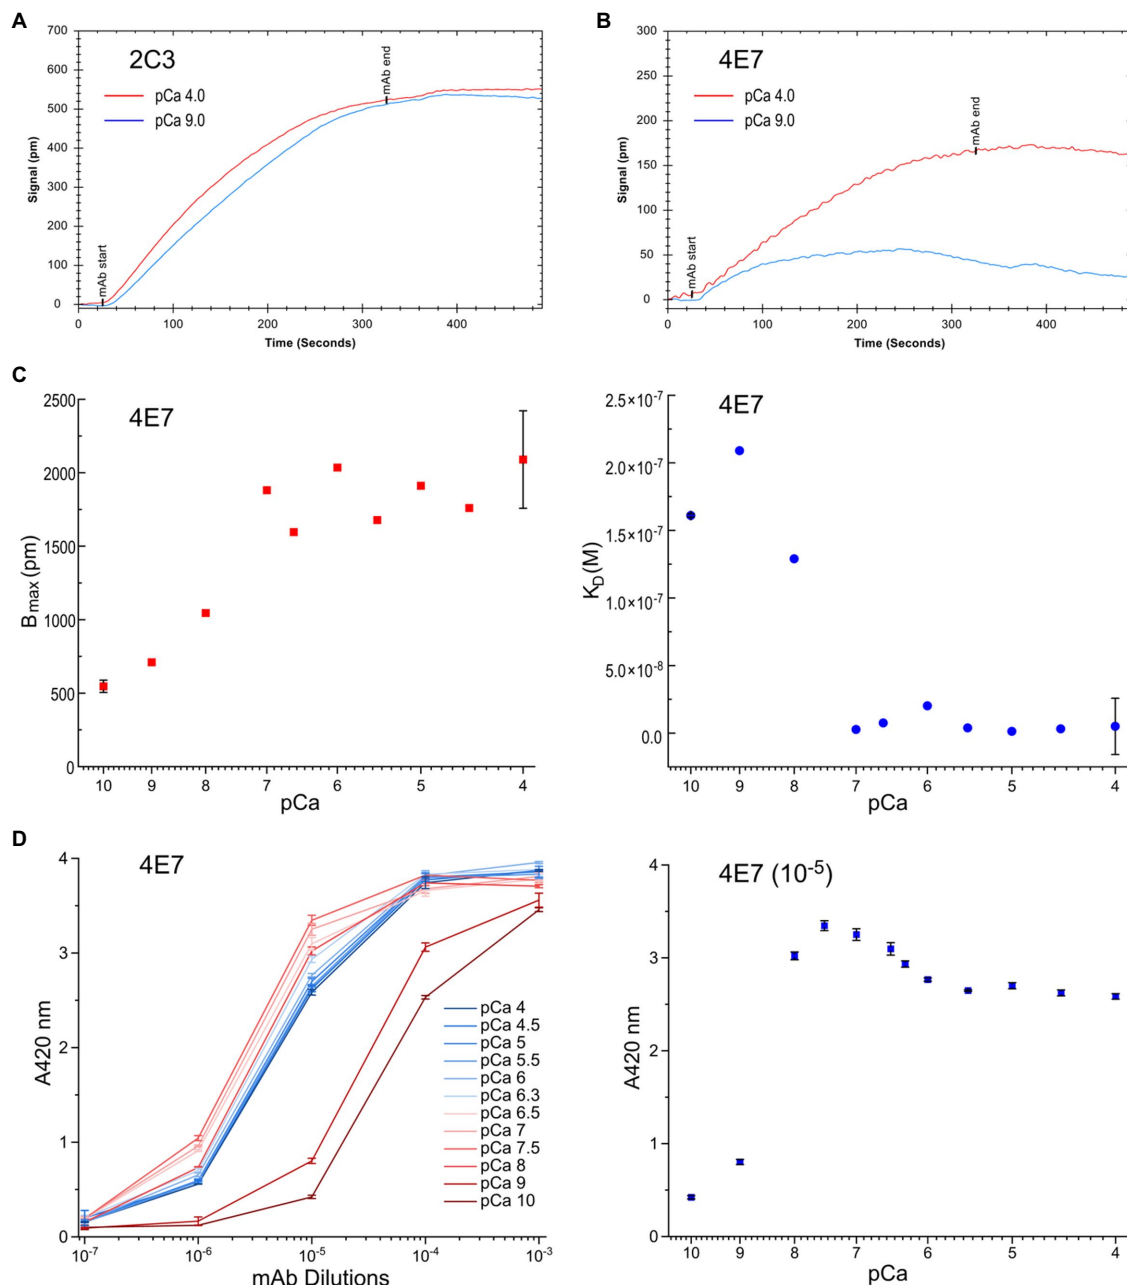 A
700
600
500
400
300
200
100
0
Signal (pm)
2C3
pCa 4.0
pCa 9.0
mAb start
mAb end
0 100 200 300 400
Time (Seconds)
B
300
250
200
150
100
50
0
Signal (pm)
4E7
pCa 4.0
pCa 9.0
mAb start
mAb end
0 100 200 300 400
Time (Seconds)
C
2500
2000
1500
1000
500
0
Bmax (pm)
4E7
10 9 8 7 6 5 4
pCa
2.5×10-7
2.0×10-7
1.5×10-7
1.0×10-7
5.0×10-8
0.0
KD (M)
4E7
10 9 8 7 6 5 4
pCa
D
4
3
2
1
0
A420 nm
4E7
pCa 4
pCa 4.5
pCa 5
pCa 5.5
pCa 6
pCa 6.3
pCa 6.5
pCa 7
pCa 7.5
pCa 8
pCa 9
pCa 10
10-7 10-6 10-5 10-4 10-3
mAb Dilutions
4
3
2
1
0
A420 nm
4E7 (10-5)
10 9 8 7 6 5 4
pCa